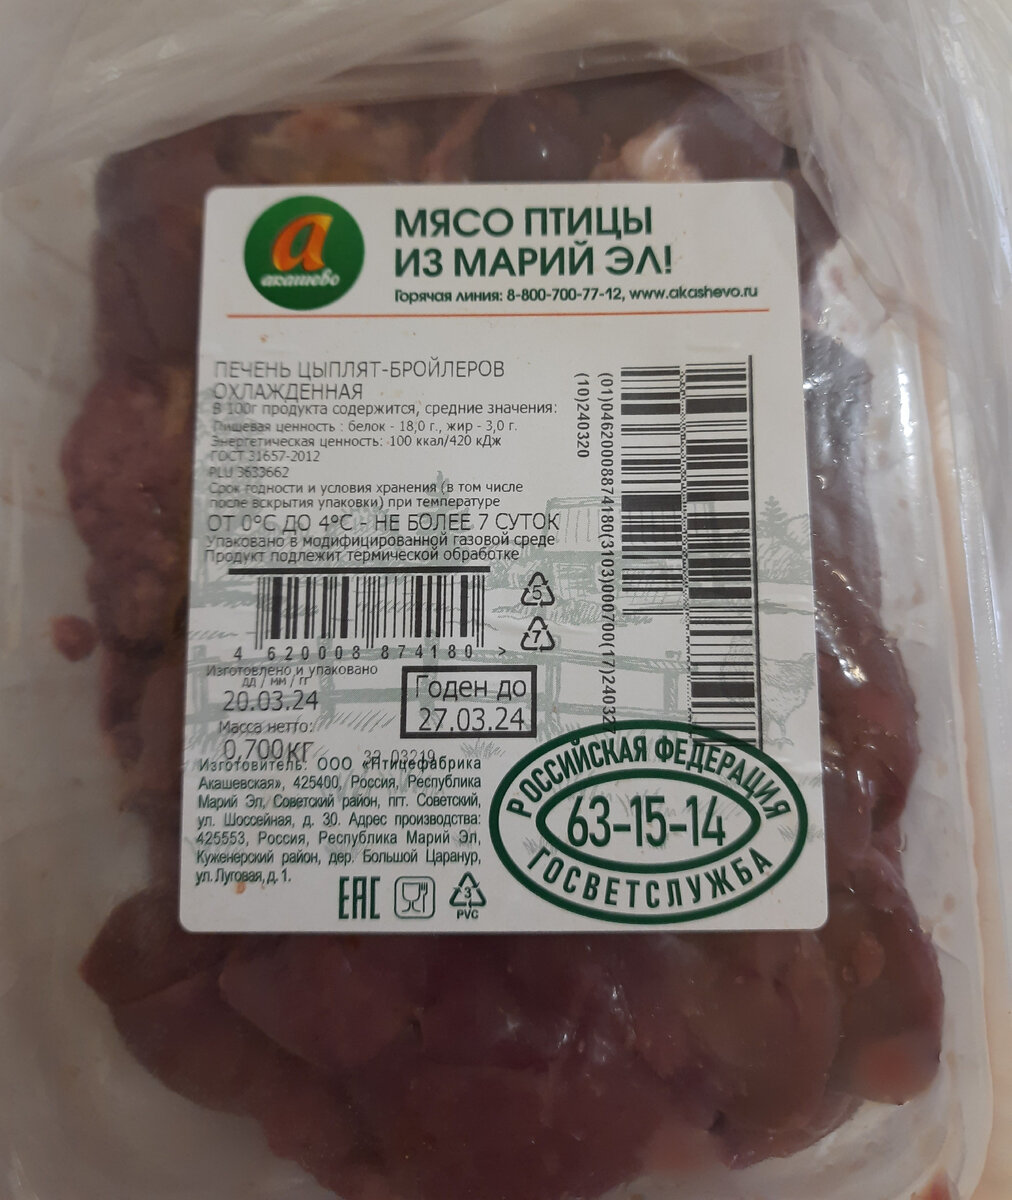 акашево
МЯСО ПТИЦЫ
ИЗ МАРИЙ ЭЛ!
Горячая линия: 8-800-700-77-12, www.akashevo.ru
ПЕЧЕНЬ ЦЫПЛЯТ-БРОЙЛЕРОВ
ОХЛАЖДЕННАЯ
В 100г продукта содержится, средние значения:
Пищевая ценность : белок - 18,0 г., жир - 3,0 г.
Энергетическая ценность: 100 ккал/420 кДж
ГОСТ 31657-2012
PLU 3633662
Срок годности и условия хранения (в том числе
после вскрытия упаковки) при температуре
ОТ 0°С ДО 4°С - НЕ БОЛЕЕ 7 СУТОК
Упаковано в модифицированной газовой среде
Продукт подлежит термической обработке
(01)04620008874180(3103)000700(17)240327
(10)240320
4 620008 874180 >
5
7
Изготовлено и упаковано
дд / мм / гг
20.03.24
Годен до
27.03.24
Масса нетто:
0,700кг
32 03219
Изготовитель: ООО «Птицефабрика
Акашевская», 425400, Россия, Республика
Марий Эл, Советский район, пгт. Советский,
ул. Шоссейная, д. 30. Адрес производства:
425553, Россия, Республика Марий Эл,
Куженерский район, дер. Большой Царанур,
ул. Луговая, д. 1.
EAC
3
PVC
РОССИЙСКАЯ ФЕДЕРАЦИЯ
63-15-14
ГОСВЕТСЛУЖБА